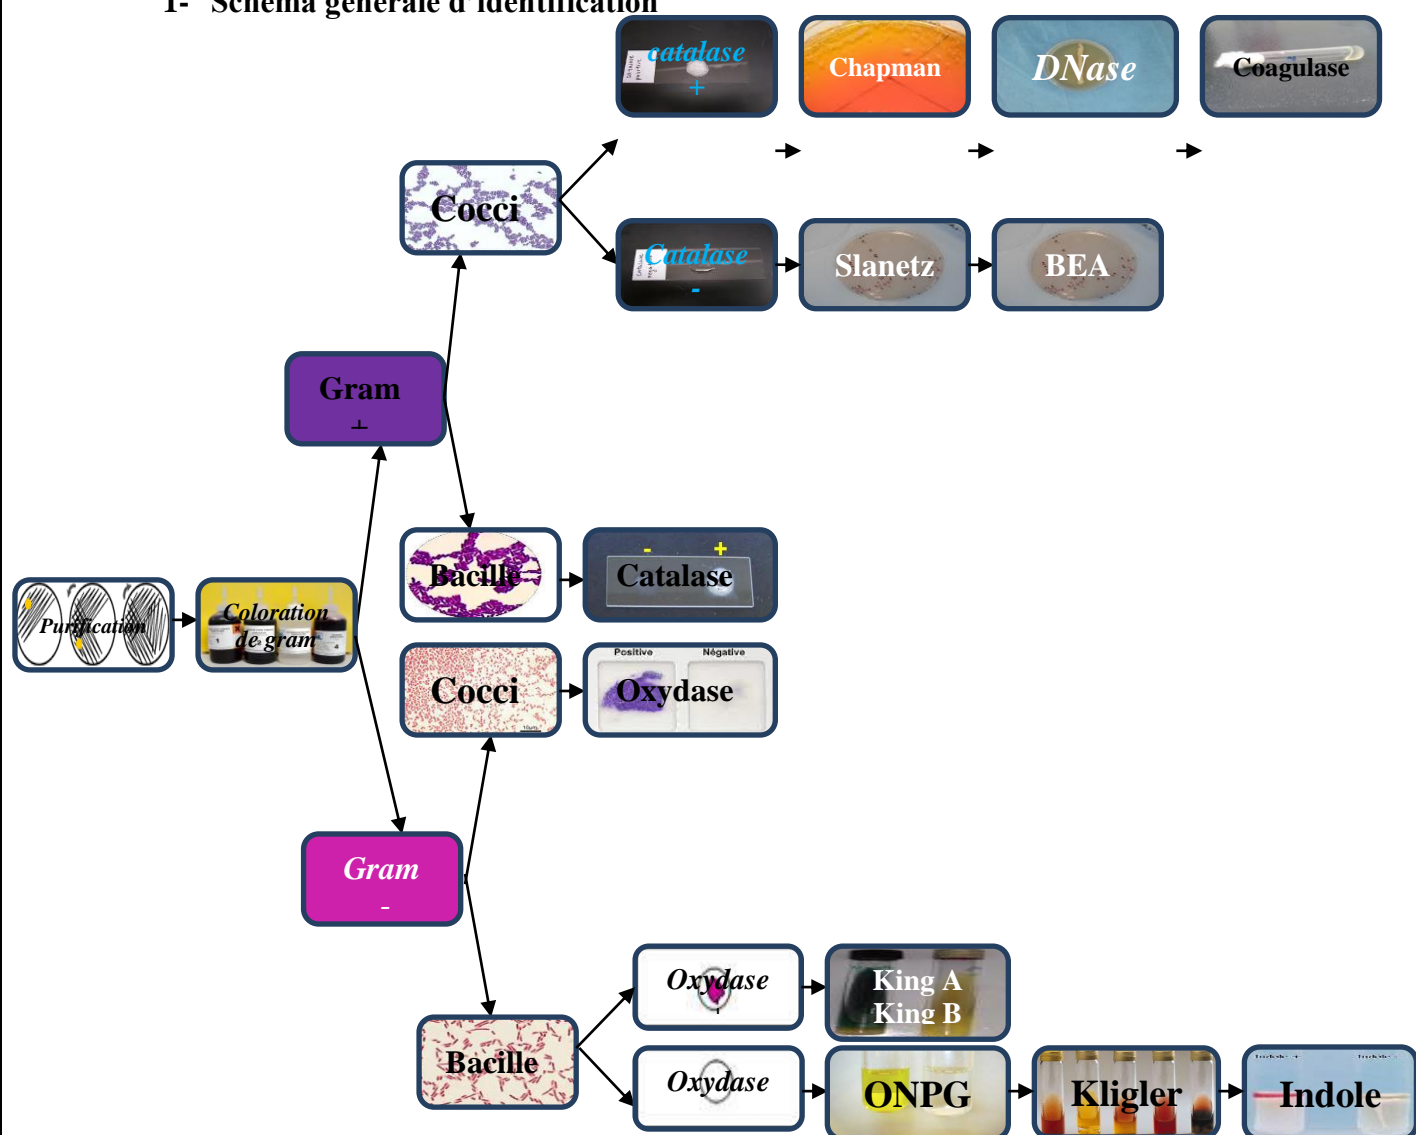 1- Schéma générale d'identification
catalase
+
Chapman
DNase
Coagulase
Cocci
Catalase
-
Slanetz
BEA
Gram
+
Bacille
- +
Catalase
Purification
Coloration
de gram
Positive Négative
Cocci
Oxydase
Gram
-
Oxydase
King A
King B
Bacille
Oxydase
ONPG
Kligler
Indole